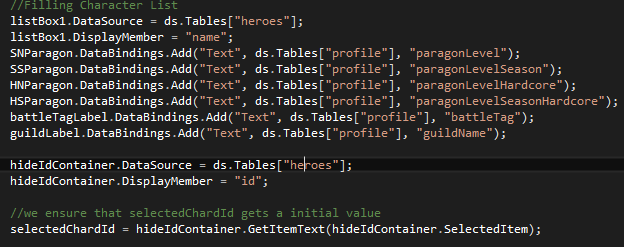 //Filling Character List
listBox1.DataSource = ds.Tables["heroes"];
listBox1.DisplayMember = "name";
SNParagon.DataBindings.Add("Text", ds.Tables["profile"], "paragonLevel");
SSParagon.DataBindings.Add("Text", ds.Tables["profile"], "paragonLevelSeason");
HNParagon.DataBindings.Add("Text", ds.Tables["profile"], "paragonLevelHardcore");
HSParagon.DataBindings.Add("Text", ds.Tables["profile"], "paragonLevelSeasonHardcore");
battleTagLabel.DataBindings.Add("Text", ds.Tables["profile"], "battleTag");
guildLabel.DataBindings.Add("Text", ds.Tables["profile"], "guildName");
hideIdContainer.DataSource = ds.Tables["heroes"];
hideIdContainer.DisplayMember = "id";
//we ensure that selectedChardId gets a initial value
selectedChardId = hideIdContainer.GetItemText(hideIdContainer.SelectedItem);